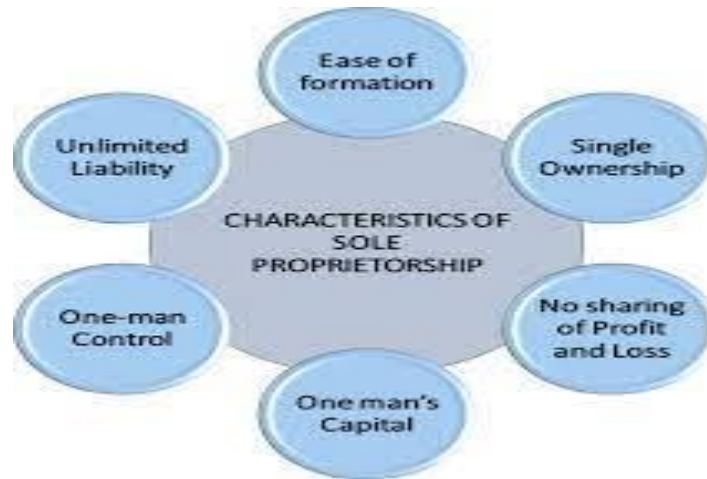 Ease of
formation
Unlimited
Liability
Single
Ownership
CHARACTERISTICS OF
SOLE
PROPRIETORSHIP
One-man
Control
No sharing
of Profit
and Loss
One man's
Capital